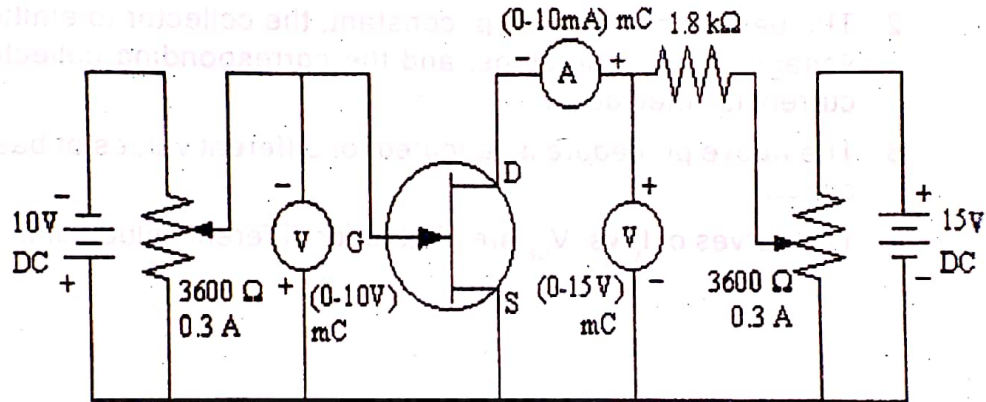 (0-10mA) mC 1.8 kΩ
- A +
D
- 10V DC +
3600 Ω
0.3 A
- V +
(0-10V)
mC
G
S
+ V -
(0-15V)
mC
3600 Ω
0.3 A
+ 15V DC -